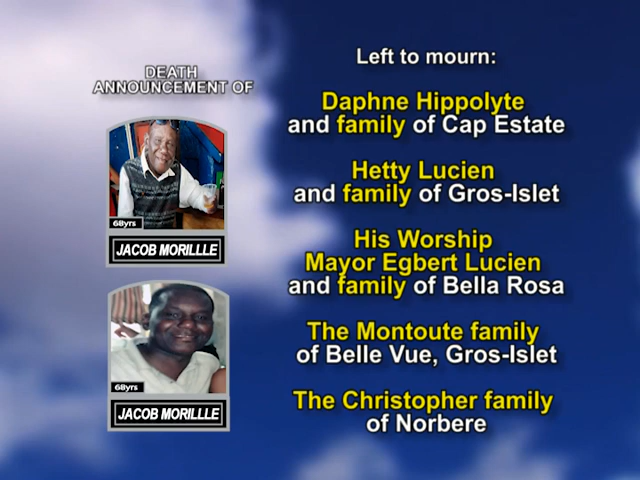 DEATH
ANNOUNCEMENT OF
68yrs
JACOB MORILLLE
68yrs
JACOB MORILLLE
Left to mourn:
Daphne Hippolyte
and family of Cap Estate
Hetty Lucien
and family of Gros-Islet
His Worship
Mayor Egbert Lucien
and family of Bella Rosa
The Montoute family
of Belle Vue, Gros-Islet
The Christopher family
of Norbere